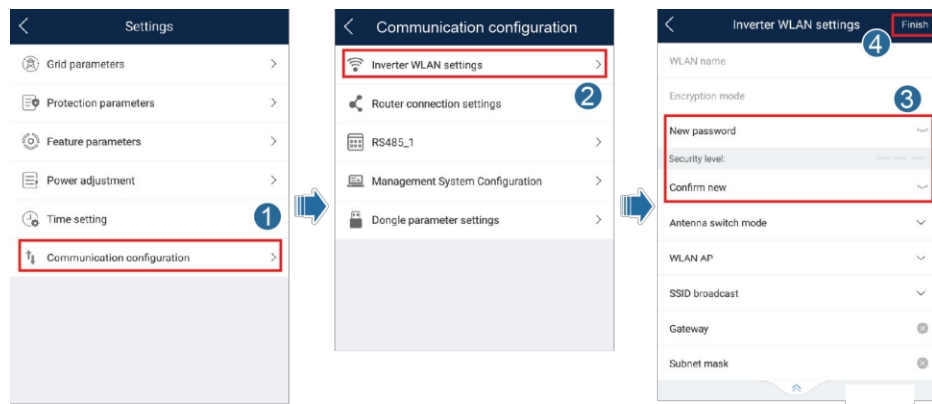 Settings
Grid parameters
Protection parameters
Feature parameters
Power adjustment
Time setting
1
Communication configuration
Communication configuration
Inverter WLAN settings
2
Router connection settings
RS485_1
Management System Configuration
Dongle parameter settings
Inverter WLAN settings
Finish
4
WLAN name
Encryption mode
3
New password
Security level:
Confirm new
Antenna switch mode
WLAN AP
SSID broadcast
Gateway
Subnet mask